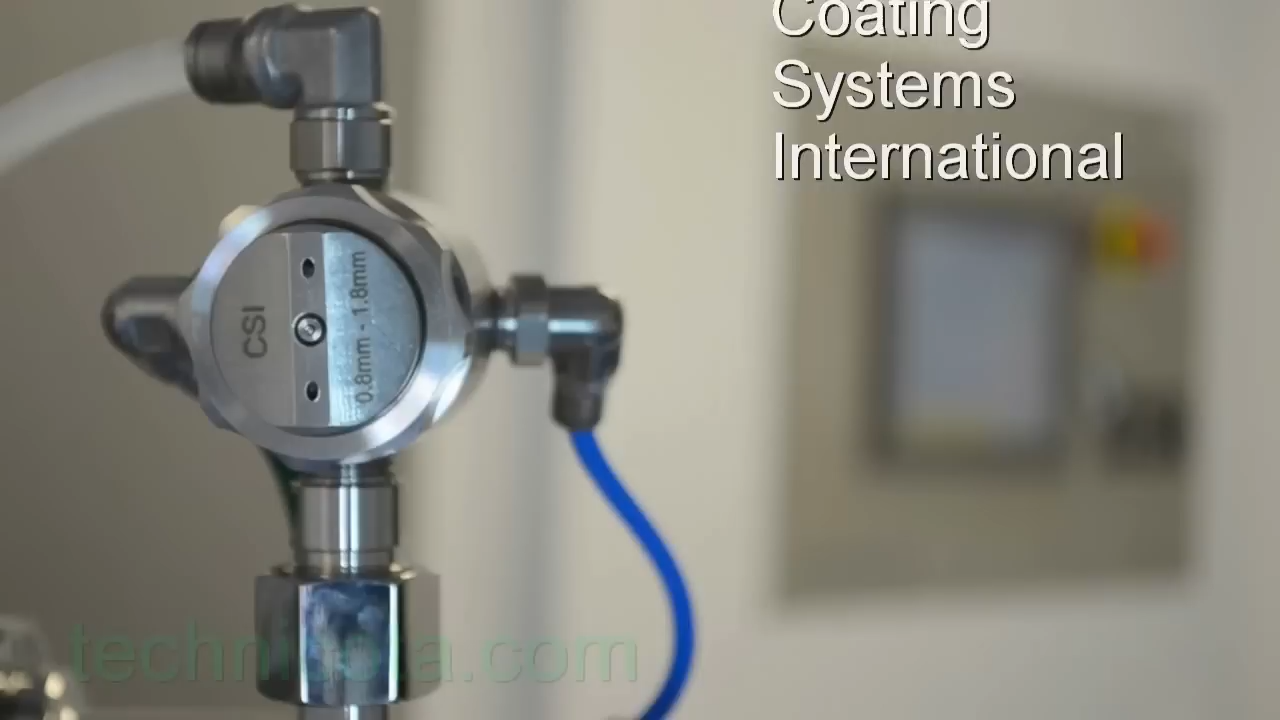 Coating
Systems
International
CSI
0.8mm - 1.8mm